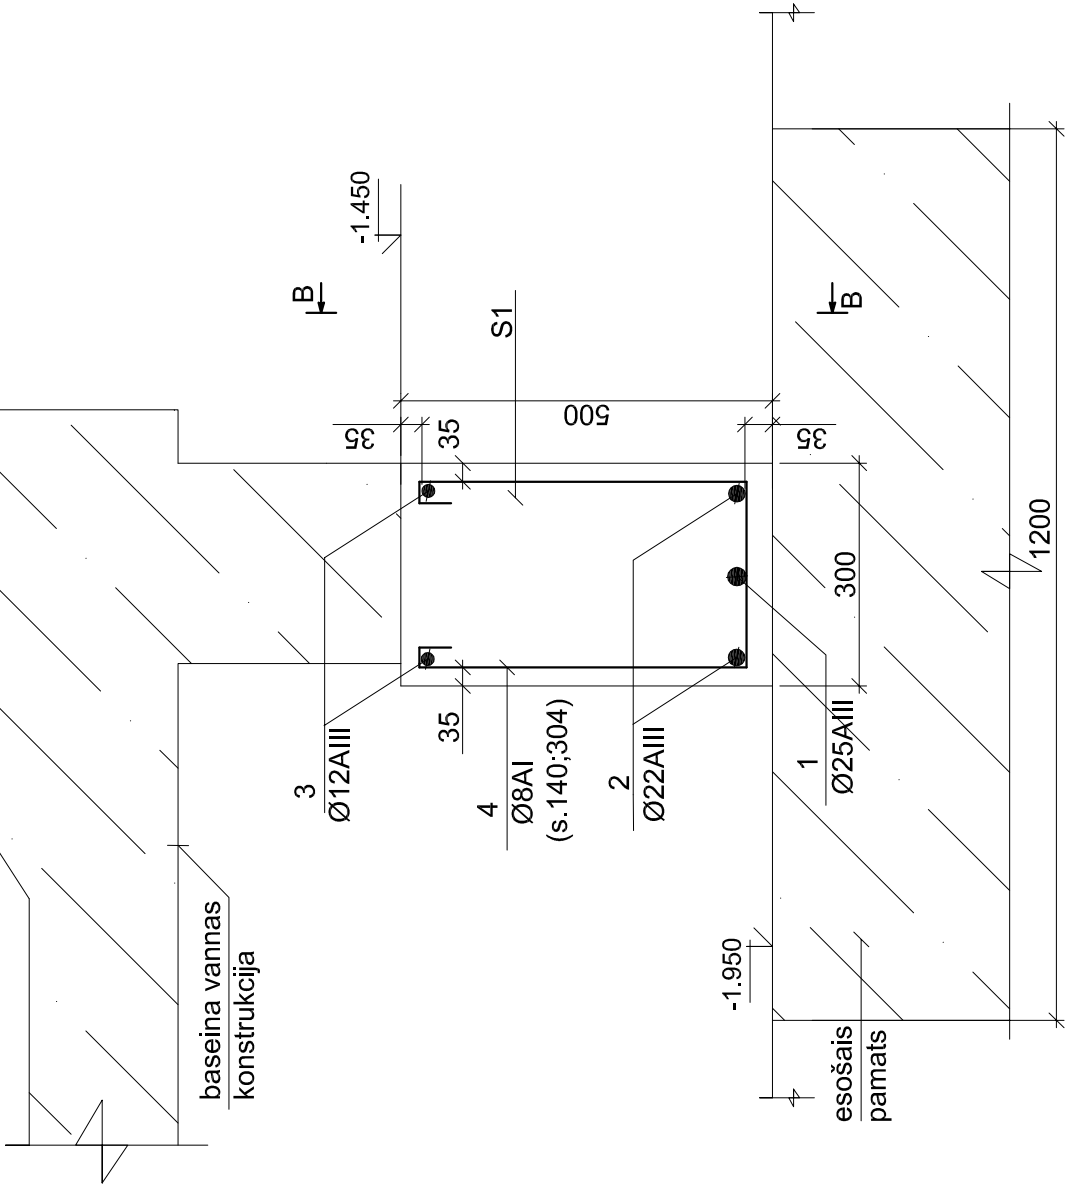 -1.450
B
S1
35
35
500
35
35
300
1200
B
3
Ø12AIII
4
Ø8AI
(s.140;304)
2
Ø22AIII
1
Ø25AIII
baseina vannas
konstrukcija
-1.950
esošais
pamats